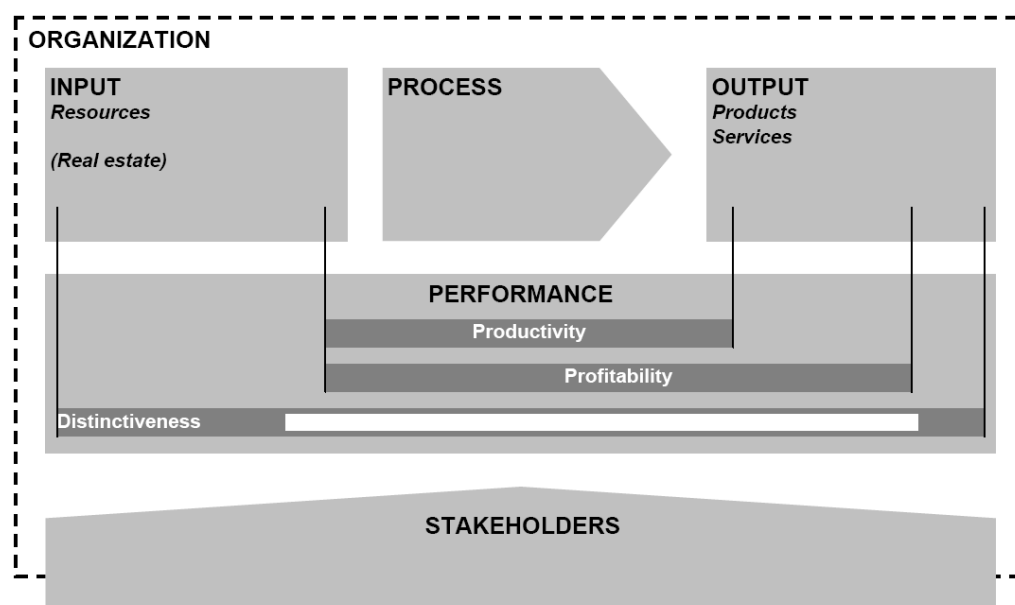 ORGANIZATION
INPUT
Resources
(Real estate)
PROCESS
OUTPUT
Products
Services
PERFORMANCE
Productivity
Profitability
Distinctiveness
STAKEHOLDERS